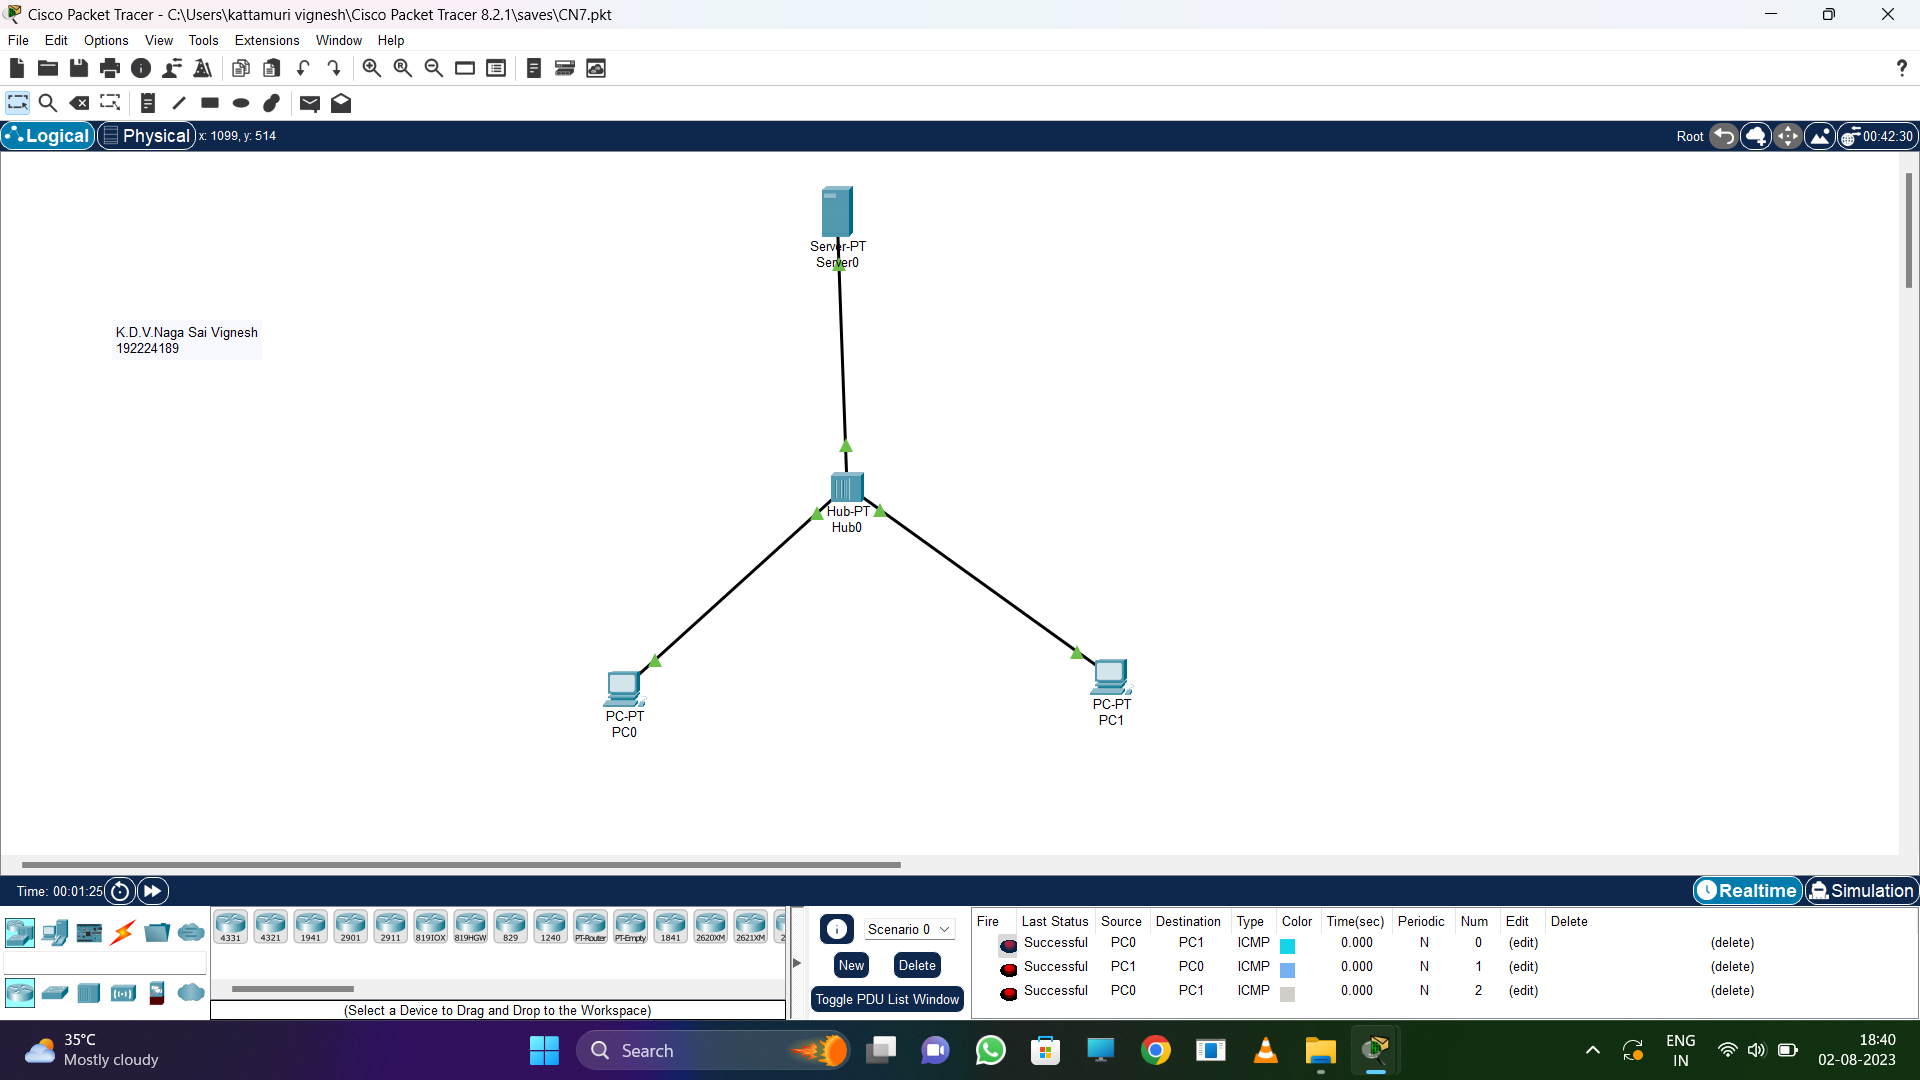 Cisco Packet Tracer - C:\Users\kattamuri vignesh\Cisco Packet Tracer 8.2.1\saves\CN7.pkt
File Edit Options View Tools Extensions Window Help
?
Logical Physical x: 1099, y: 514 Root 00:42:30
Server-PT
Server0
K.D.V.Naga Sai Vignesh
192224189
Hub-PT
Hub0
PC-PT
PC0
PC-PT
PC1
Time: 00:01:25 Realtime Simulation
4331 4321 1941 2901 2911 819IOX 819HGW 829 1240 PT-Router PT-Empty 1841 2620XM 2621XM 2
(Select a Device to Drag and Drop to the Workspace)
Scenario 0
New Delete
Toggle PDU List Window
Fire Last Status Source Destination Type Color Time(sec) Periodic Num Edit Delete
Successful PC0 PC1 ICMP 0.000 N 0 (edit) (delete)
Successful PC1 PC0 ICMP 0.000 N 1 (edit) (delete)
Successful PC0 PC1 ICMP 0.000 N 2 (edit) (delete)
35°C
Mostly cloudy
Search
ENG
IN
18:40
02-08-2023